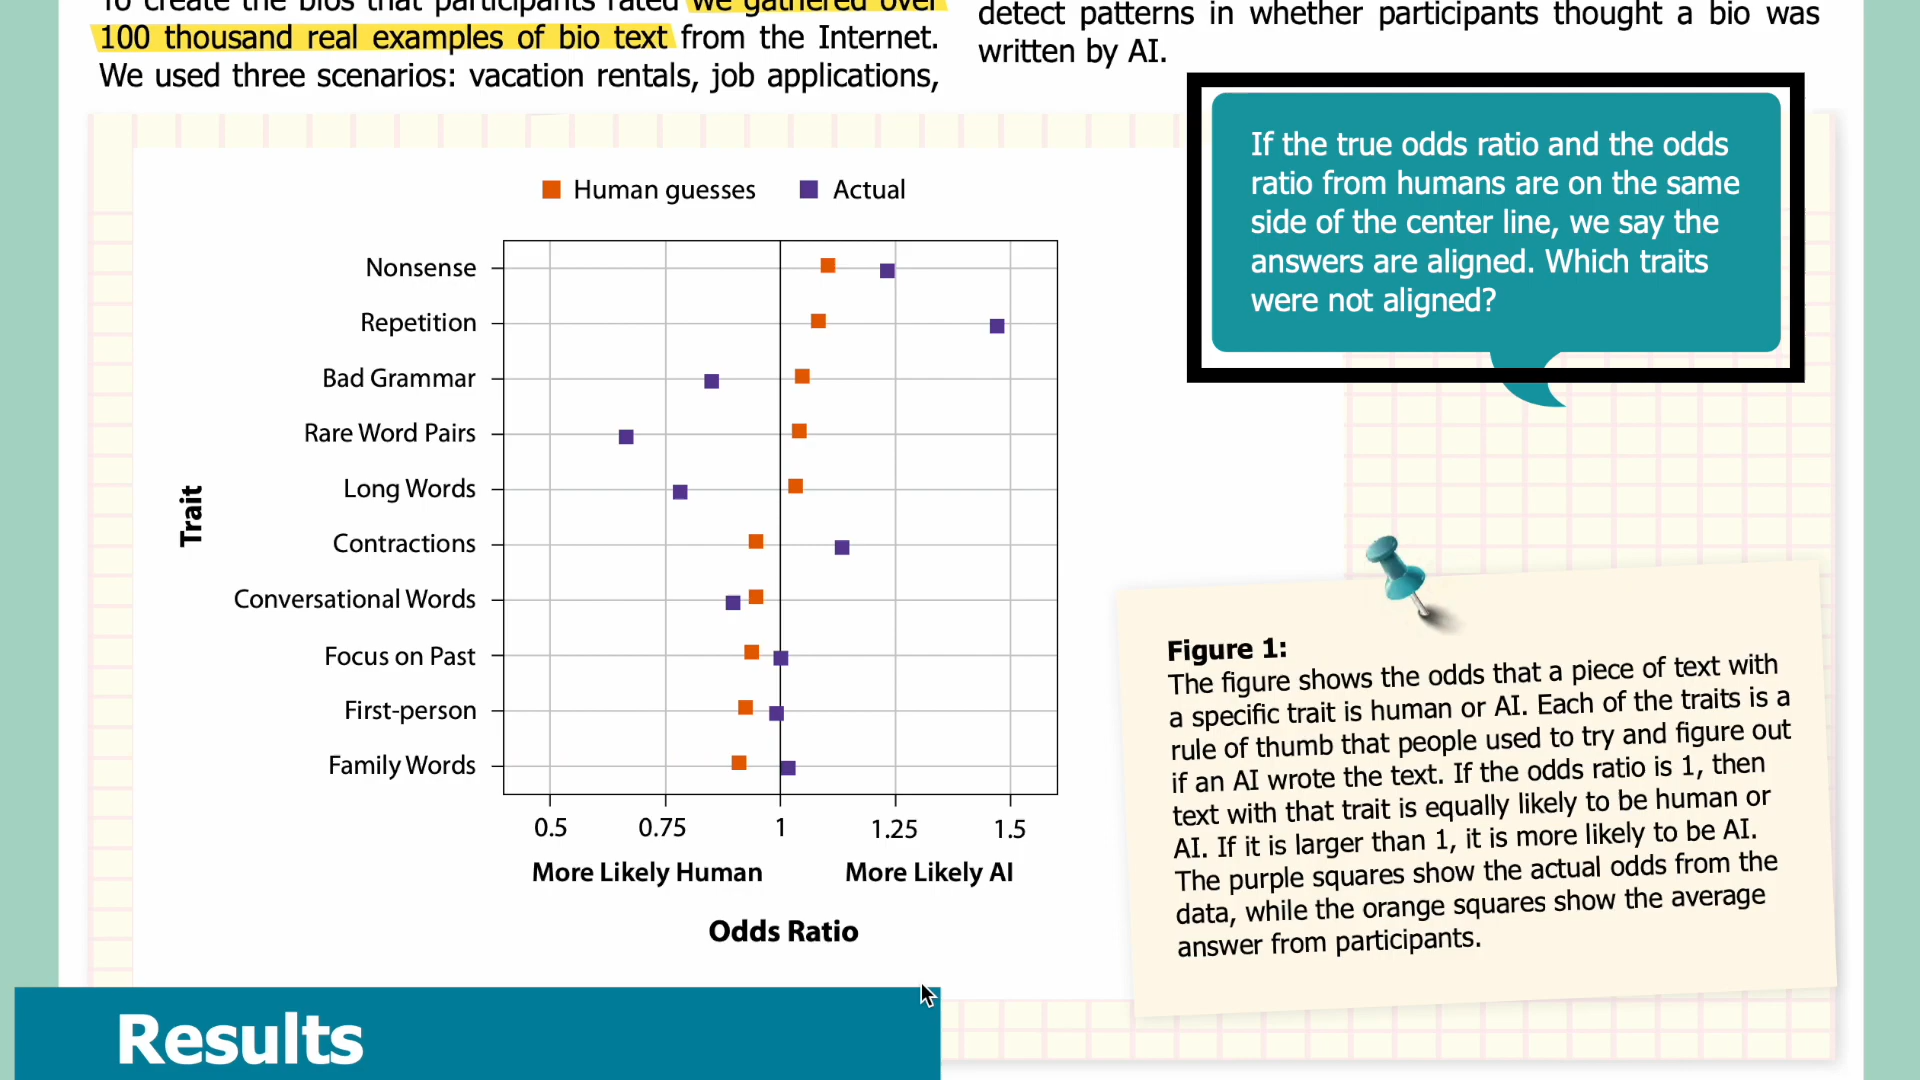 To create the bios that participants rated we gathered over
100 thousand real examples of bio text from the Internet.
We used three scenarios: vacation rentals, job applications,
detect patterns in whether participants thought a bio was
written by AI.
If the true odds ratio and the odds
ratio from humans are on the same
side of the center line, we say the
answers are aligned. Which traits
were not aligned?
Human guesses
Actual
Trait
Nonsense
Repetition
Bad Grammar
Rare Word Pairs
Long Words
Contractions
Conversational Words
Focus on Past
First-person
Family Words
0.5 0.75 1 1.25 1.5
More Likely Human More Likely AI
Odds Ratio
Figure 1:
The figure shows the odds that a piece of text with
a specific trait is human or AI. Each of the traits is a
rule of thumb that people used to try and figure out
if an AI wrote the text. If the odds ratio is 1, then
text with that trait is equally likely to be human or
AI. If it is larger than 1, it is more likely to be AI.
The purple squares show the actual odds from the
data, while the orange squares show the average
answer from participants.
Results